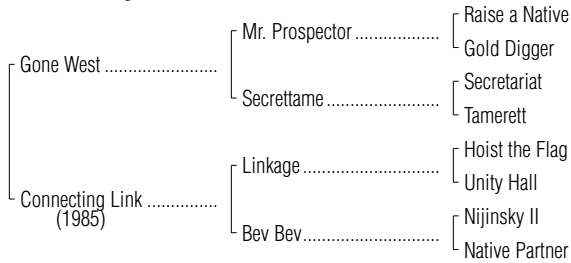 Raise a Native
Mr. Prospector ..................
Gold Digger
Gone West ........................
Secretariat
Secrettame ........................
Tamerett
Hoist the Flag
Linkage.............................
Unity Hall
Connecting Link ...............
(1985)
Nijinsky II
Bev Bev.............................
Native Partner